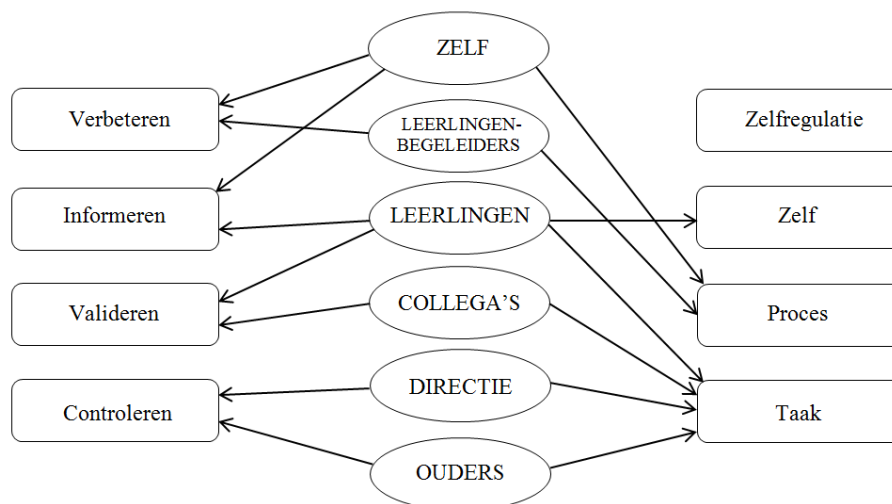 ZELF
Verbeteren
LEERLINGEN-
BEGELEIDERS
Zelfregulatie
Informeren
LEERLINGEN
Zelf
Valideren
COLLEGA'S
Proces
Controleren
DIRECTIE
Taak
OUDERS